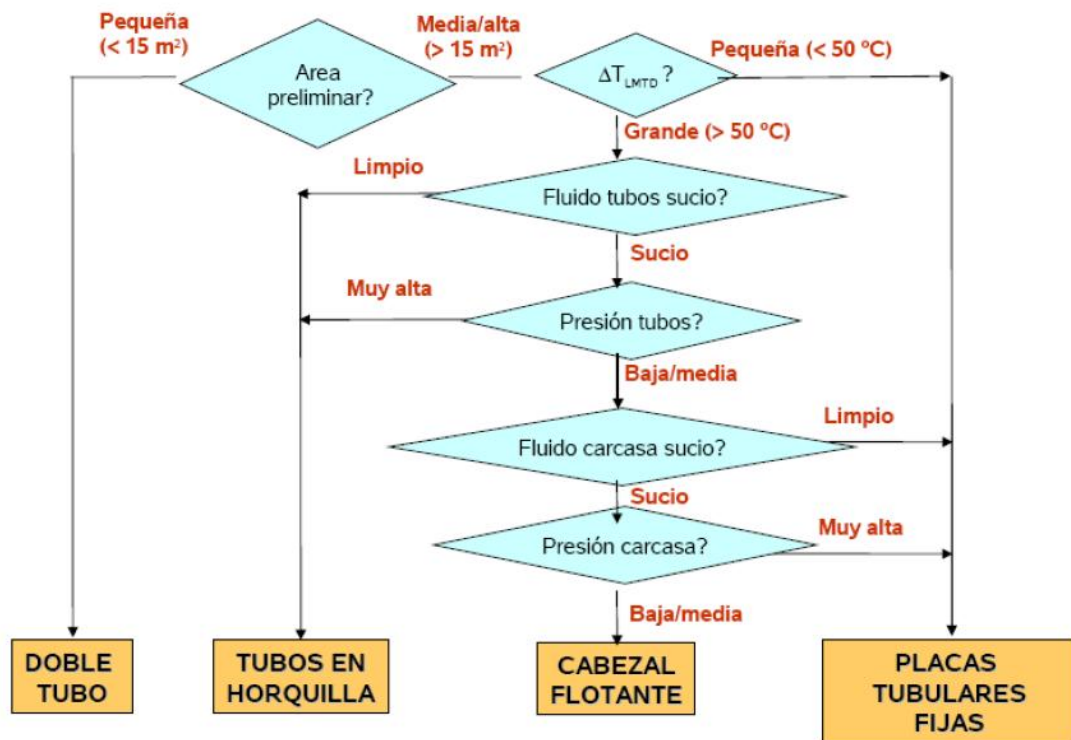 Pequeña
(< 15 m²)
Media/alta
(> 15 m²)
Area
preliminar?
ΔT_LMTD ?
Pequeña (< 50 ºC)
Grande (> 50 ºC)
Limpio
Fluido tubos sucio?
Sucio
Muy alta
Presión tubos?
Baja/media
Limpio
Fluido carcasa sucio?
Sucio
Muy alta
Presión carcasa?
Baja/media
DOBLE
TUBO
TUBOS EN
HORQUILLA
CABEZAL
FLOTANTE
PLACAS
TUBULARES
FIJAS